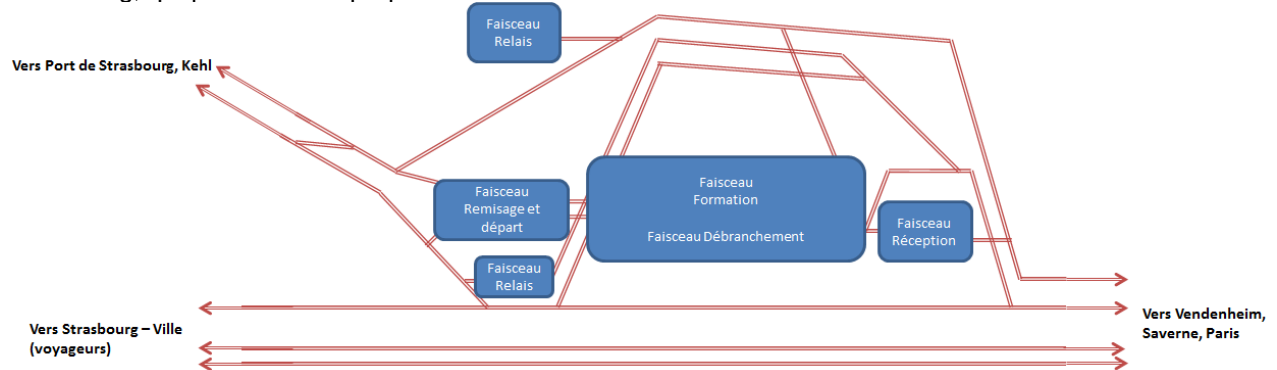 Faisceau
Relais
Vers Port de Strasbourg, Kehl
Faisceau
Remisage et
départ
Faisceau
Formation
Faisceau Débranchement
Faisceau
Réception
Faisceau
Relais
Vers Strasbourg – Ville
(voyageurs)
Vers Vendenheim,
Saverne, Paris